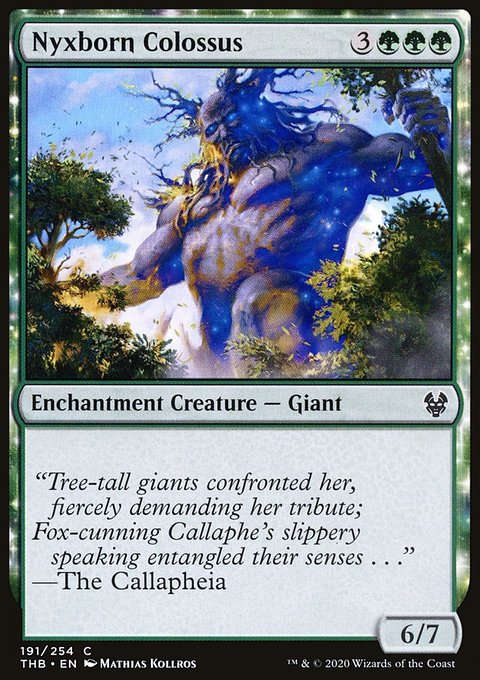 Nyxborn Colossus 3
Enchantment Creature — Giant
“Tree-tall giants confronted her,
fiercely demanding her tribute;
Fox-cunning Callaphe’s slippery
speaking entangled their senses . . .”
—The Callapheia
6/7
191/254 C
THB • EN Mathias Kollros
™ & © 2020 Wizards of the Coast